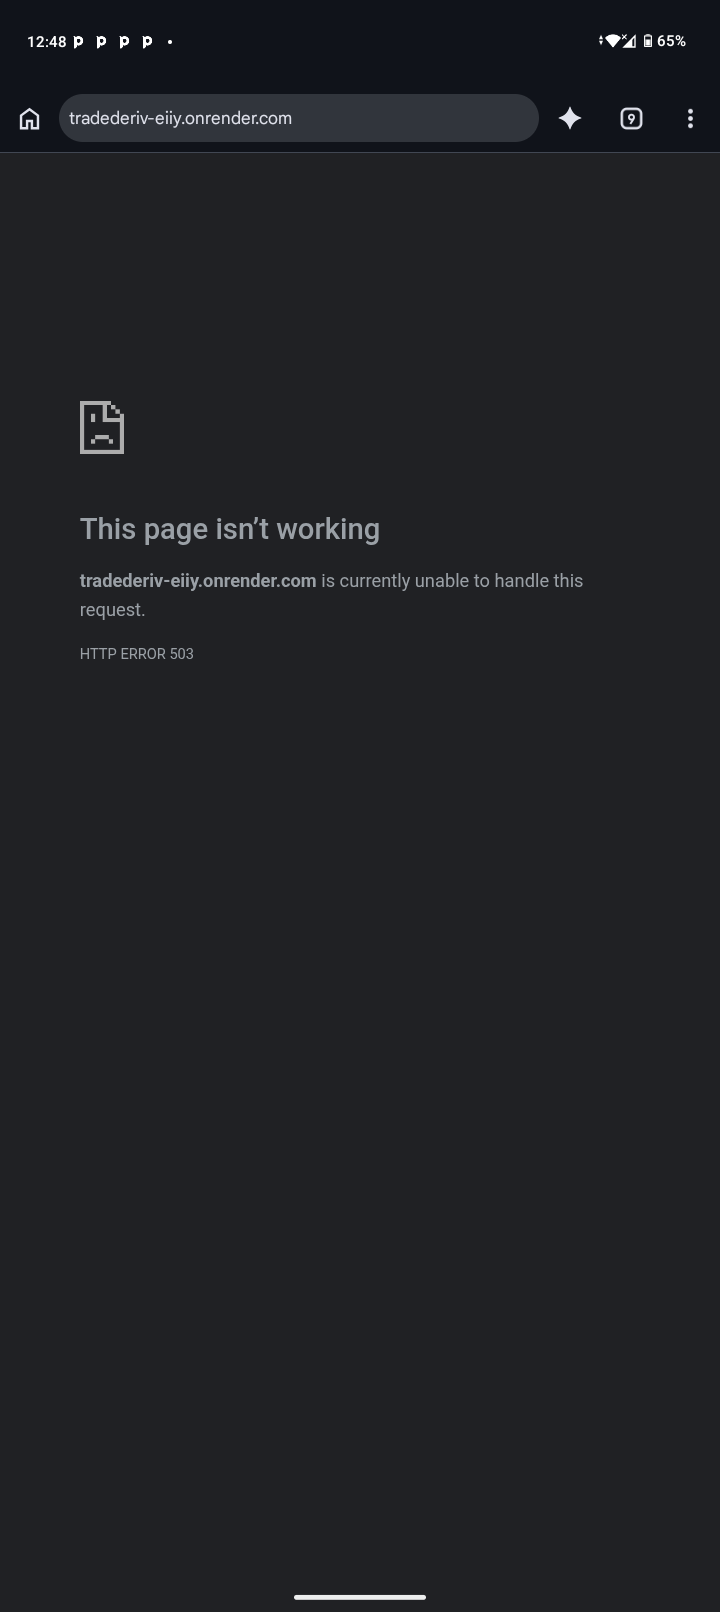 12:48
65%
tradederiv-eiiy.onrender.com
9
This page isn’t working
tradederiv-eiiy.onrender.com is currently unable to handle this
request.
HTTP ERROR 503